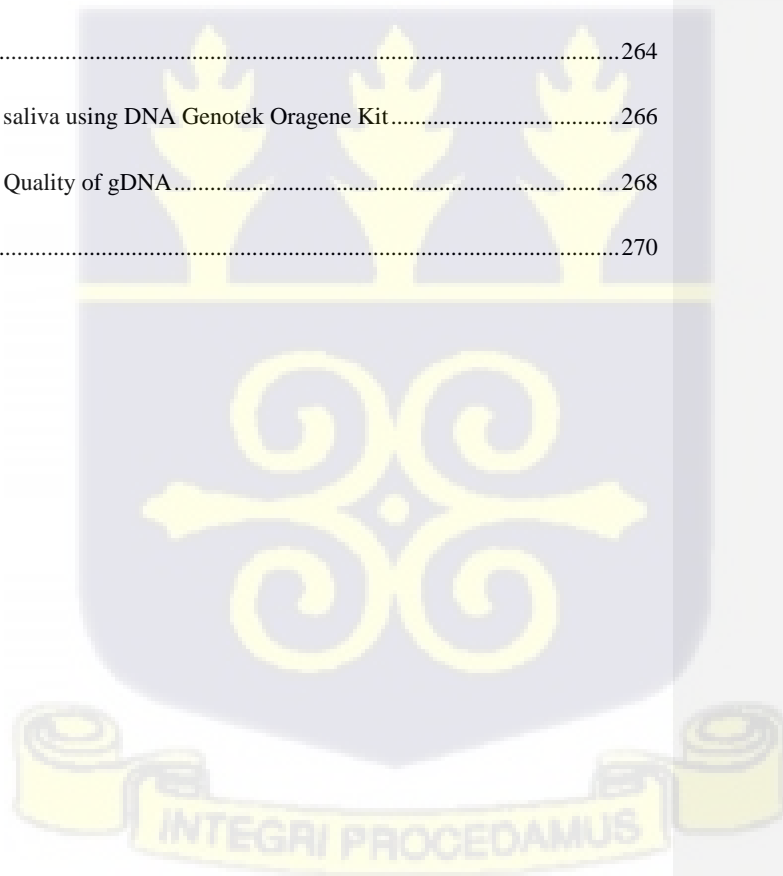 ....................................................................................................264
saliva using DNA Genotek Oragene Kit..................................266
Quality of gDNA........................................................................268
....................................................................................................270
INTEGRI PROCEDAMUS